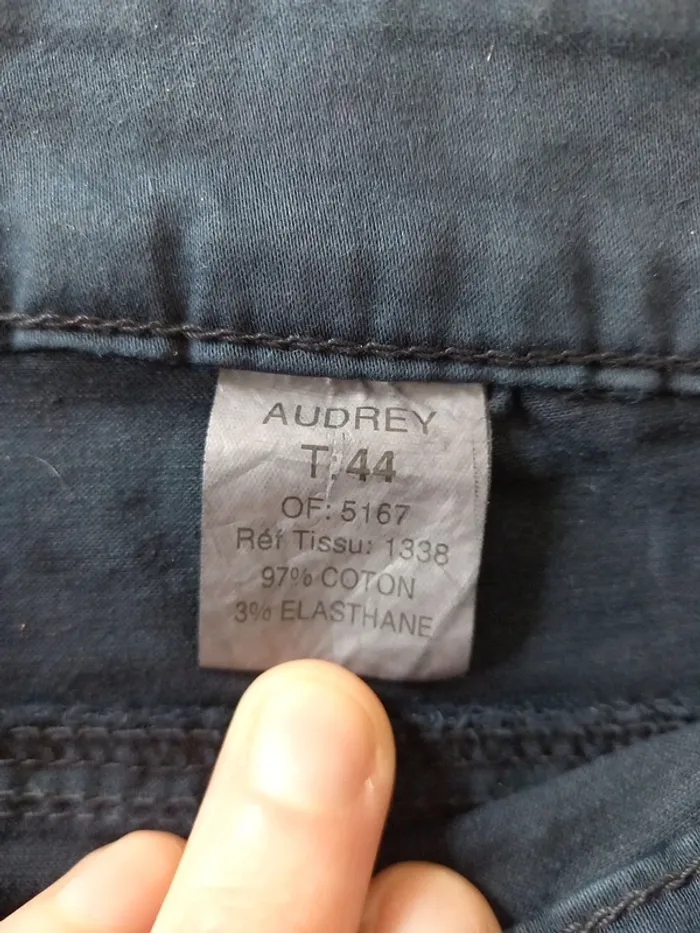 AUDREY
T: 44
OF: 5167
Réf Tissu: 1338
97% COTON
3% ELASTHANE